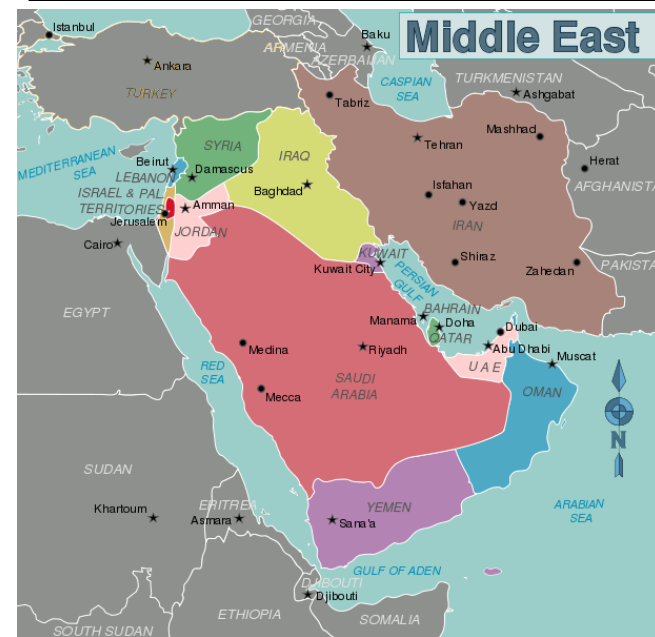 GEORGIA
Istanbul
Baku
Middle East
ARMENIA
AZERBAIJAN
Ankara
CASPIAN
SEA
TURKMENISTAN
Ashgabat
TURKEY
Tabriz
Tehran
Mashhad
MEDITERRANEAN
SEA
SYRIA
IRAQ
Beirut
Damascus
Herat
LEBANON
ISRAEL & PAL.
TERRITORIES
Baghdad
Isfahan
Yazd
AFGHANISTA
Amman
Jerusalem
JORDAN
IRAN
Cairo
KUWAIT
Kuwait City
PERSIAN
GULF
Shiraz
Zahedan
PAKISTA
EGYPT
BAHRAIN
Manama
Doha
QATAR
Dubai
Abu Dhabi
Muscat
Medina
Riyadh
RED
SEA
SAUDI
ARABIA
U A E
Mecca
OMAN
N
SUDAN
Khartoum
ERITREA
Asmara
YEMEN
Sana'a
ARABIAN
SEA
GULF OF ADEN
DJIBOUTI
Djibouti
ETHIOPIA
SOMALIA
SOUTH SUDAN